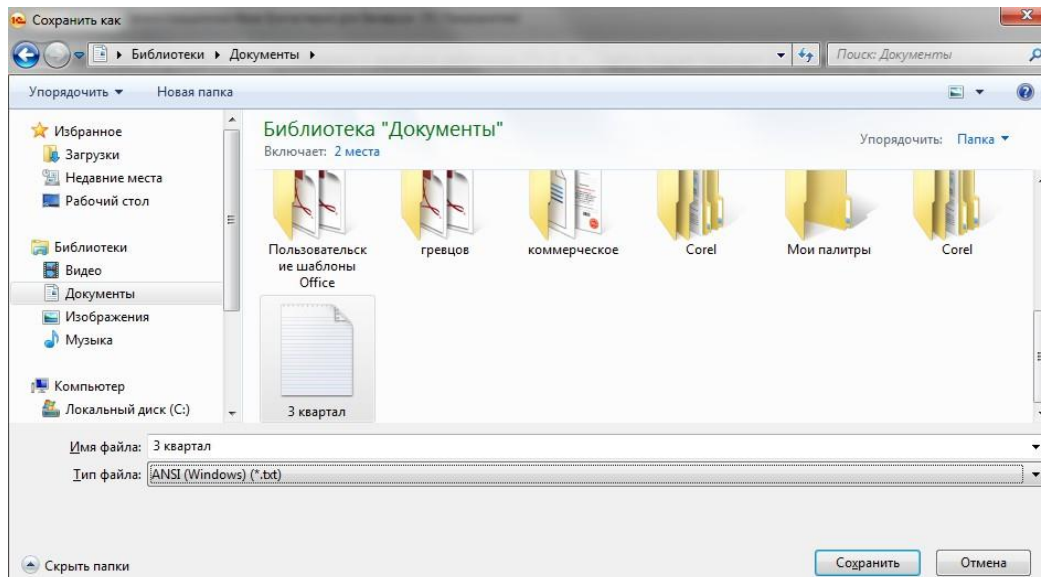 Сохранить как
Библиотеки Документы
Поиск: Документы
Упорядочить Новая папка
Избранное
Загрузки
Недавние места
Рабочий стол
Библиотеки
Видео
Документы
Изображения
Музыка
Компьютер
Локальный диск (C:)
Библиотека "Документы"
Включает: 2 места
Упорядочить: Папка
Пользовательск
ие шаблоны
Office
гревцов
коммерческое
Corel
Мои палитры
Corel
3 квартал
Имя файла: 3 квартал
Тип файла: ANSI (Windows) (*.txt)
Скрыть папки
Сохранить
Отмена